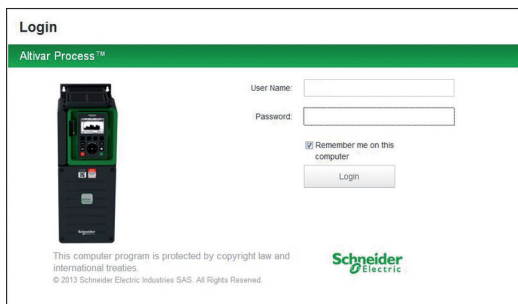 Login
Altivar Process™
User Name:
Password:
Remember me on this
computer
Login
This computer program is protected by copyright law and
international treaties.
© 2013 Schneider Electric Industries SAS. All Rights Reserved.
Schneider
Electric